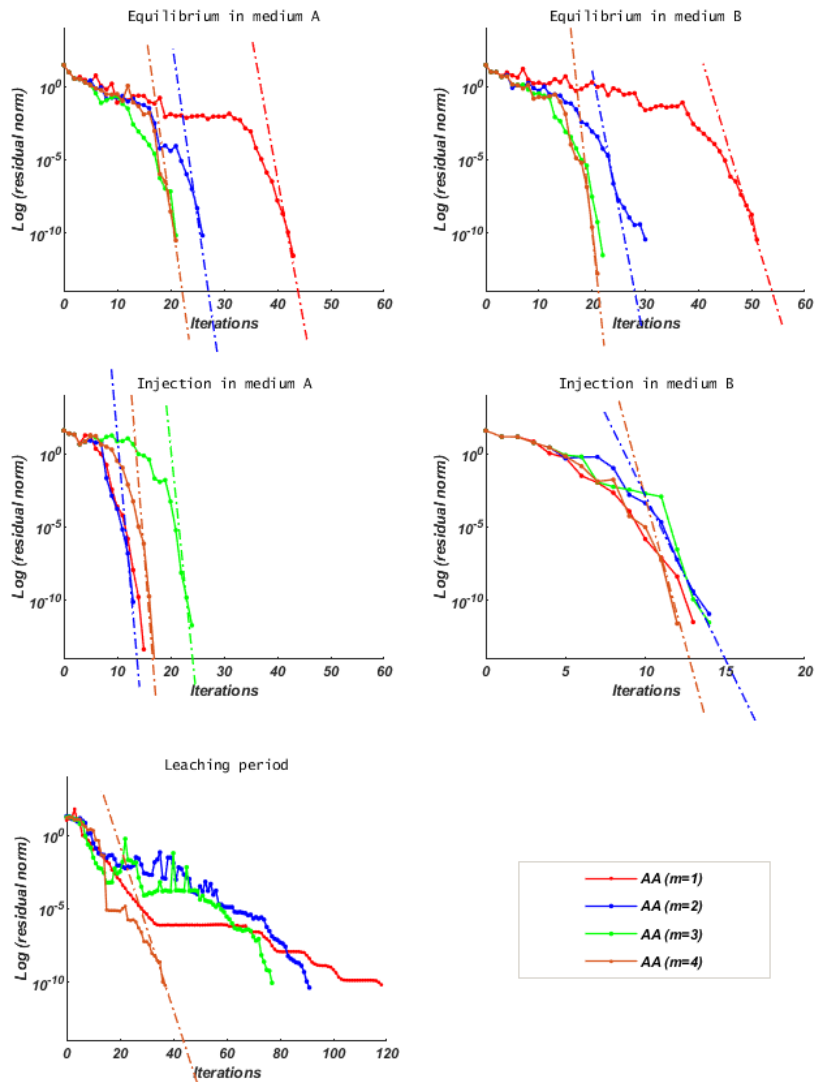 Equilibrium in medium A
Log (residual norm)
10^0
10^-5
10^-10
0 10 20 30 40 50 60
Iterations
Equilibrium in medium B
Log (residual norm)
10^0
10^-5
10^-10
0 10 20 30 40 50 60
Iterations
Injection in medium A
Log (residual norm)
10^0
10^-5
10^-10
0 10 20 30 40 50 60
Iterations
Injection in medium B
Log (residual norm)
10^0
10^-5
10^-10
0 5 10 15 20
Iterations
Leaching period
Log (residual norm)
10^0
10^-5
10^-10
0 20 40 60 80 100 120
Iterations
AA (m=1)
AA (m=2)
AA (m=3)
AA (m=4)